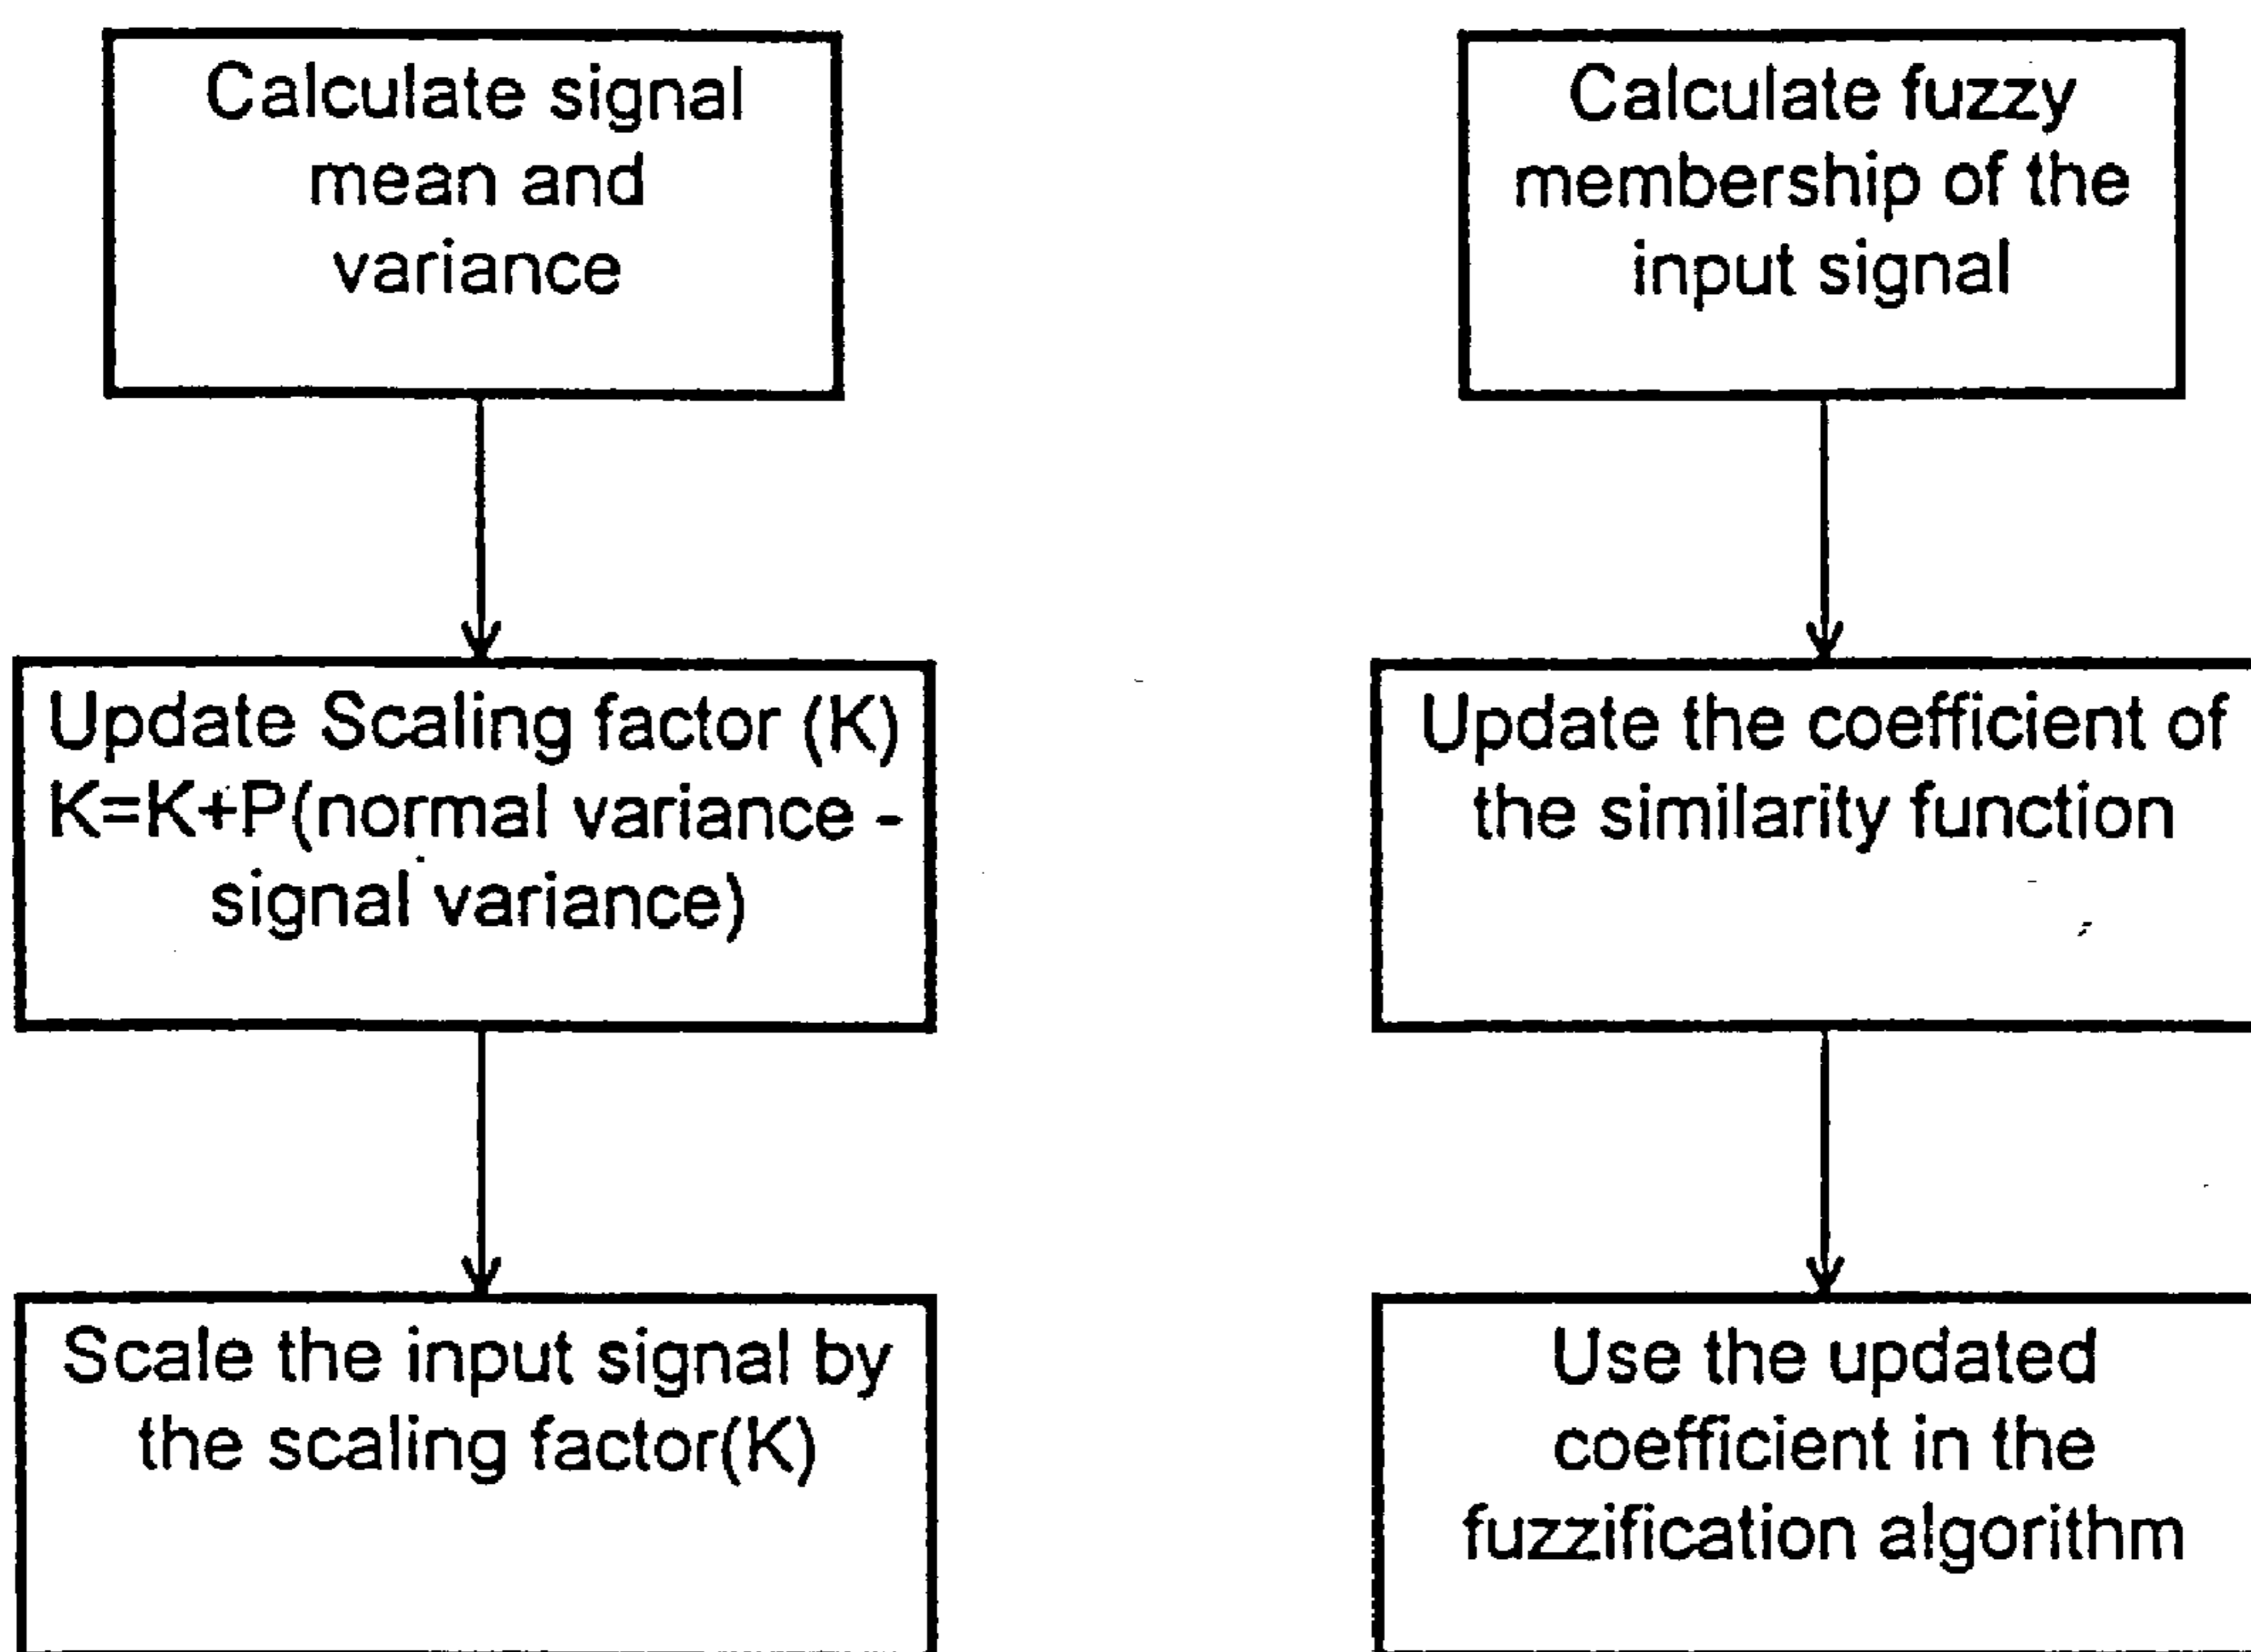 Calculate signal
mean and
variance
Update Scaling factor (K)
K=K+P(normal variance -
signal variance)
Scale the input signal by
the scaling factor(K)
Calculate fuzzy
membership of the
input signal
Update the coefficient of
the similarity function
Use the updated
coefficient in the
fuzzification algorithm